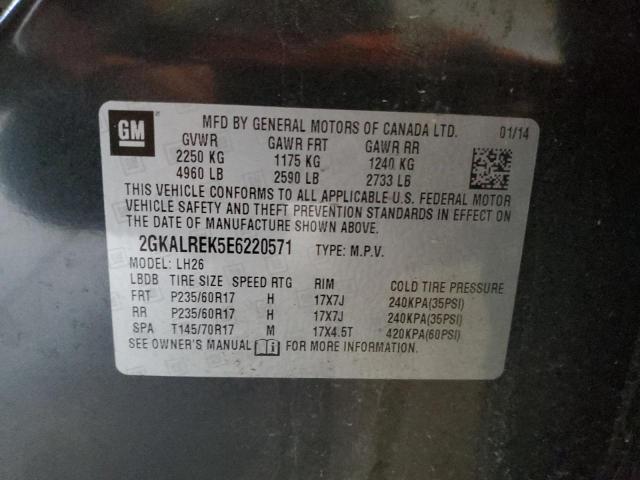 GM
MFD BY GENERAL MOTORS OF CANADA LTD. 01/14
GVWR GAWR FRT GAWR RR
2250 KG 1175 KG 1240 KG
4960 LB 2590 LB 2733 LB
THIS VEHICLE CONFORMS TO ALL APPLICABLE U.S. FEDERAL MOTOR
VEHICLE SAFETY AND THEFT PREVENTION STANDARDS IN EFFECT ON
THE DATE OF MANUFACTURE SHOWN ABOVE.
2GKALREK5E6220571 TYPE: M.P.V.
MODEL: LH26
LBDB TIRE SIZE SPEED RTG RIM COLD TIRE PRESSURE
FRT P235/60R17 H 17X7J 240KPA(35PSI)
RR P235/60R17 H 17X7J 240KPA(35PSI)
SPA T145/70R17 M 17X4.5T 420KPA(60PSI)
SEE OWNER'S MANUAL FOR MORE INFORMATION.